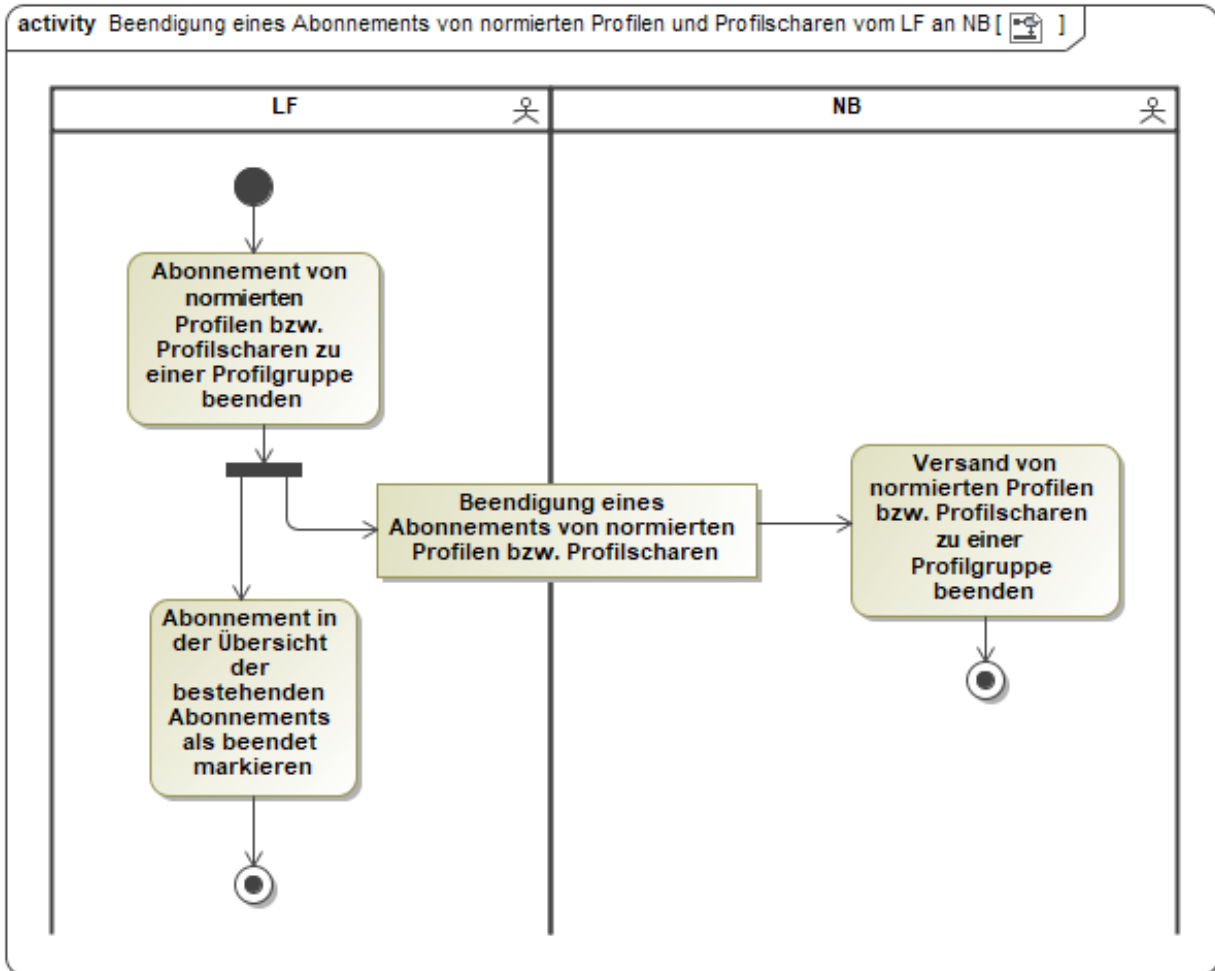 activity Beendigung eines Abonnements von normierten Profilen und Profilscharen vom LF an NB [ ]
LF
NB
Abonnement von
normierten
Profilen bzw.
Profilscharen zu
einer Profilgruppe
beenden
Beendigung eines
Abonnements von normierten
Profilen bzw. Profilscharen
Versand von
normierten Profilen
bzw. Profilscharen
zu einer
Profilgruppe
beenden
Abonnement in
der Übersicht
der
bestehenden
Abonnements
als beendet
markieren